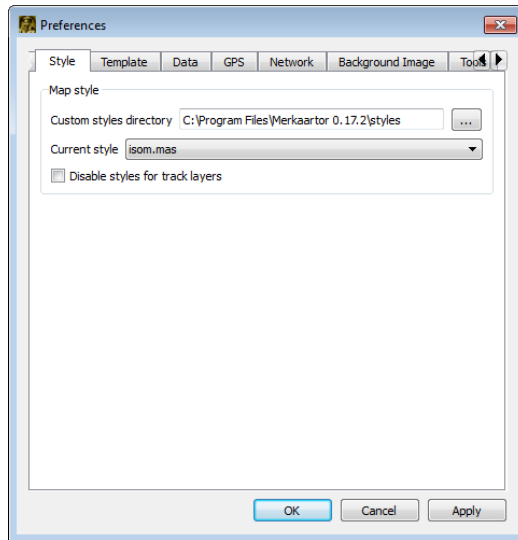 Preferences
Style Template Data GPS Network Background Image Tools
Map style
Custom styles directory C:\Program Files\Merkaartor 0.17.2\styles ...
Current style isom.mas
Disable styles for track layers
OK Cancel Apply